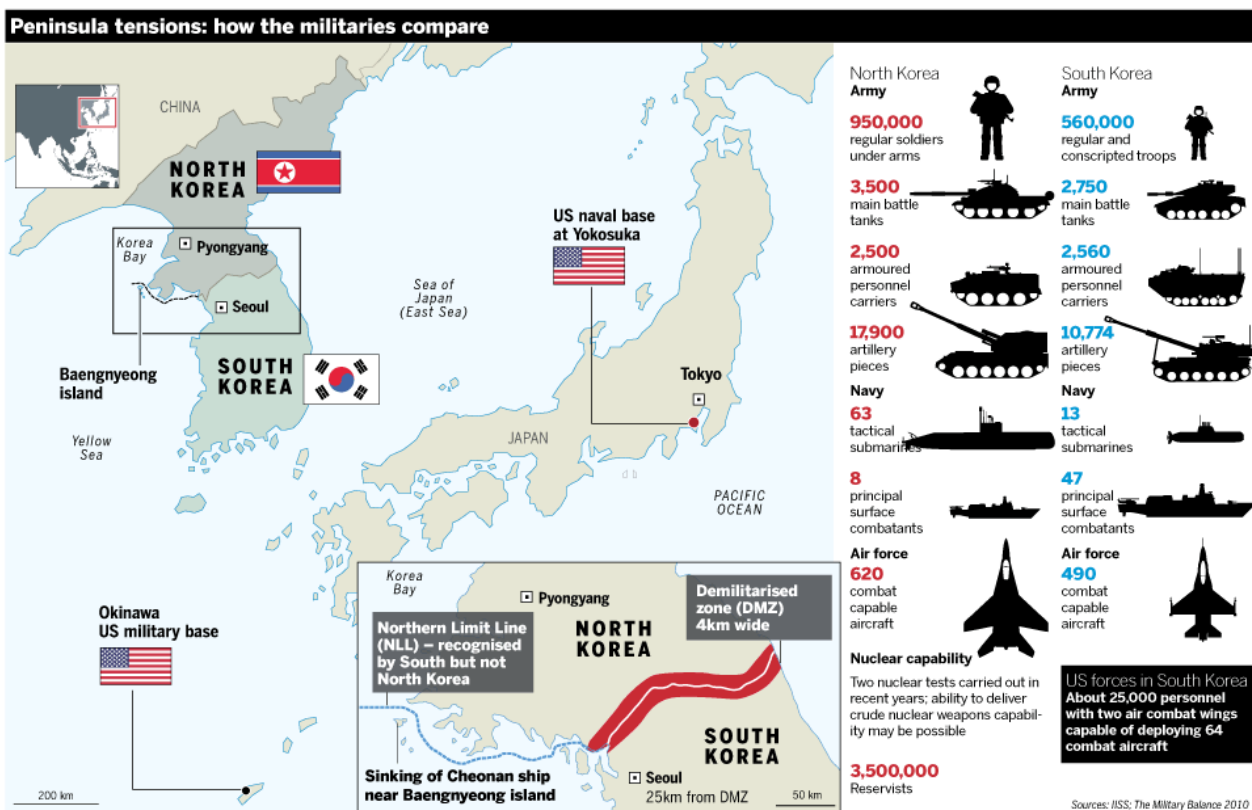 Peninsula tensions: how the militaries compare
CHINA
NORTH
KOREA
Korea
Bay
Pyongyang
Seoul
SOUTH
KOREA
Baengnyeong
island
Yellow
Sea
Sea of
Japan
(East Sea)
US naval base
at Yokosuka
Tokyo
JAPAN
PACIFIC
OCEAN
Okinawa
US military base
200 km
Korea
Bay
Pyongyang
NORTH
KOREA
Northern Limit Line
(NLL) – recognised
by South but not
North Korea
Demilitarised
zone (DMZ)
4km wide
SOUTH
KOREA
Sinking of Cheonan ship
near Baengnyeong island
Seoul
25km from DMZ
50 km
North Korea
Army
950,000
regular soldiers
under arms
3,500
main battle
tanks
2,500
armoured
personnel
carriers
17,900
artillery
pieces
Navy
63
tactical
submarines
8
principal
surface
combatants
Air force
620
combat
capable
aircraft
Nuclear capability
Two nuclear tests carried out in
recent years; ability to deliver
crude nuclear weapons capabil-
ity may be possible
3,500,000
Reservists
South Korea
Army
560,000
regular and
conscripted troops
2,750
main battle
tanks
2,560
armoured
personnel
carriers
10,774
artillery
pieces
Navy
13
tactical
submarines
47
principal
surface
combatants
Air force
490
combat
capable
aircraft
US forces in South Korea
About 25,000 personnel
with two air combat wings
capable of deploying 64
combat aircraft
Sources: IISS; The Military Balance 2010